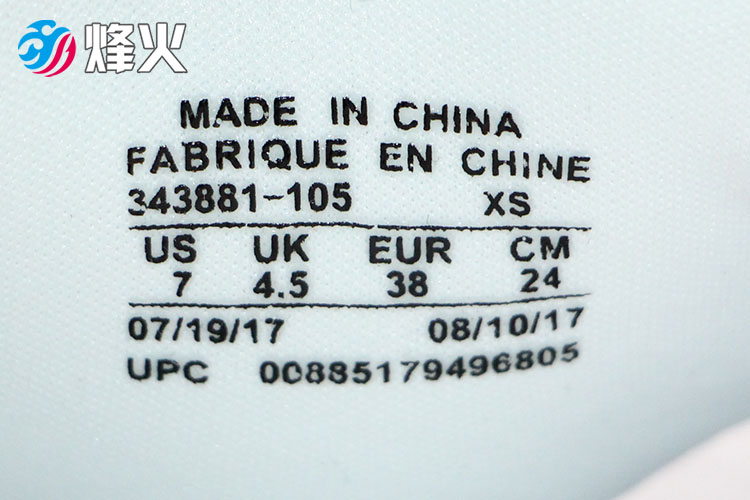 烽火
MADE IN CHINA
FABRIQUE EN CHINE
343881-105 XS
US UK EUR CM
7 4.5 38 24
07/19/17 08/10/17
UPC 00885179496805